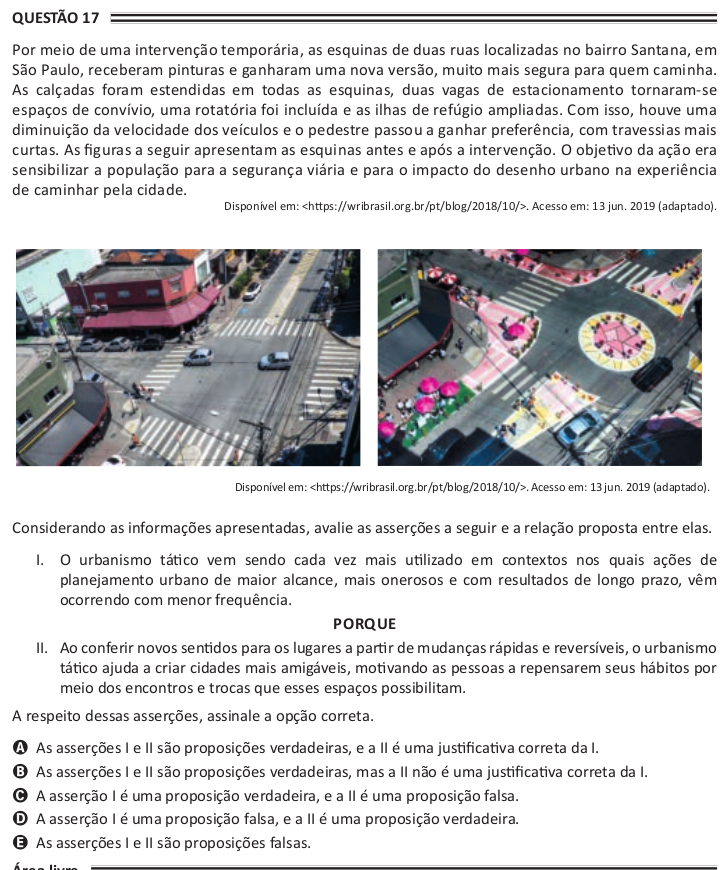 QUESTÃO 17
Por meio de uma intervenção temporária, as esquinas de duas ruas localizadas no bairro Santana, em
São Paulo, receberam pinturas e ganharam uma nova versão, muito mais segura para quem caminha.
As calçadas foram estendidas em todas as esquinas, duas vagas de estacionamento tornaram-se
espaços de convívio, uma rotatória foi incluída e as ilhas de refúgio ampliadas. Com isso, houve uma
diminuição da velocidade dos veículos e o pedestre passou a ganhar preferência, com travessias mais
curtas. As figuras a seguir apresentam as esquinas antes e após a intervenção. O objetivo da ação era
sensibilizar a população para a segurança viária e para o impacto do desenho urbano na experiência
de caminhar pela cidade.
Disponível em: <https://wribrasil.org.br/pt/blog/2018/10/>. Acesso em: 13 jun. 2019 (adaptado).
Disponível em: <https://wribrasil.org.br/pt/blog/2018/10/>. Acesso em: 13 jun. 2019 (adaptado).
Considerando as informações apresentadas, avalie as asserções a seguir e a relação proposta entre elas.
I. O urbanismo tático vem sendo cada vez mais utilizado em contextos nos quais ações de
planejamento urbano de maior alcance, mais onerosos e com resultados de longo prazo, vêm
ocorrendo com menor frequência.
PORQUE
II. Ao conferir novos sentidos para os lugares a partir de mudanças rápidas e reversíveis, o urbanismo
tático ajuda a criar cidades mais amigáveis, motivando as pessoas a repensarem seus hábitos por
meio dos encontros e trocas que esses espaços possibilitam.
A respeito dessas asserções, assinale a opção correta.
A As asserções I e II são proposições verdadeiras, e a II é uma justificativa correta da I.
B As asserções I e II são proposições verdadeiras, mas a II não é uma justificativa correta da I.
C A asserção I é uma proposição verdadeira, e a II é uma proposição falsa.
D A asserção I é uma proposição falsa, e a II é uma proposição verdadeira.
E As asserções I e II são proposições falsas.
Área livre